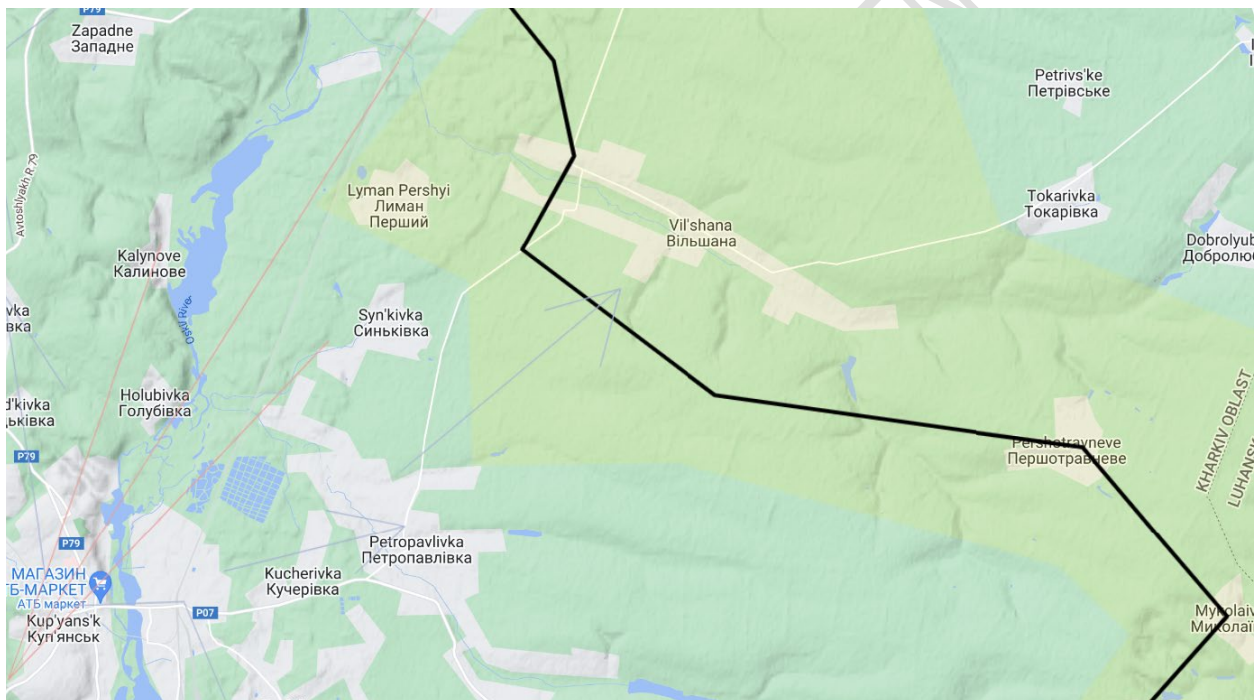 P79
Zapadne
Западне
Petrivs'ke
Петрівське
Avtoshlyakh R.79
Lyman Pershyi
Лиман
Перший
Tokarivka
Токарівка
Vil'shana
Вільшана
Kalynove
Калинове
Oskil River
Syn'kivka
Синьківка
Holubivka
Голубівка
P79
Pershotravneve
Першотравневе
KHARKIV OBLAST
P79
Petropavlivka
Петропавлівка
Kucherivka
Кучерівка
МАГАЗИН
АТБ маркет
P07
Kup'yans'k
Куп'янськ